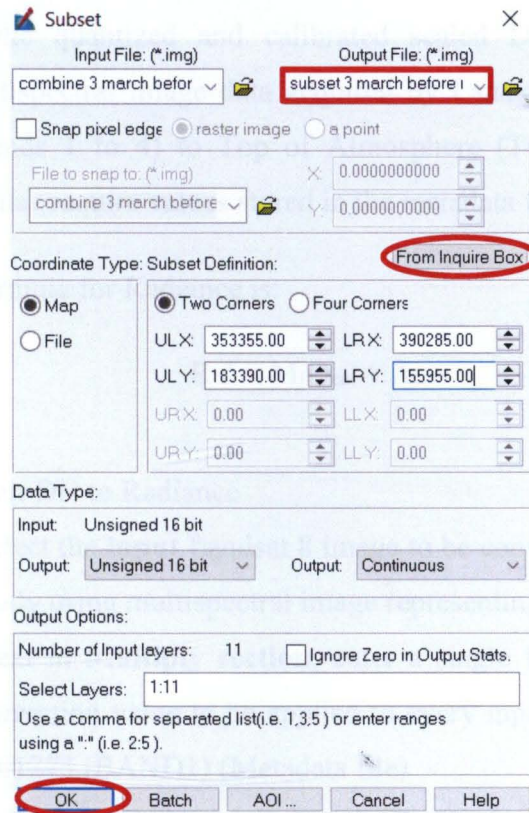 Subset
Input File: (*.img) Output File: (*.img)
combine 3 march befor subset 3 march before
Snap pixel edge raster image a point
File to snap to: (*.img) X: 0.0000000000
combine 3 march before Y: 0.0000000000
From Inquire Box
Coordinate Type: Subset Definition:
Map Two Corners Four Corners
File ULX: 353355.00 LRX: 390285.00
ULY: 183390.00 LRY: 155955.00
URX: 0.00 LLX: 0.00
URY: 0.00 LLY: 0.00
Data Type:
Input: Unsigned 16 bit
Output: Unsigned 16 bit Output: Continuous
Output Options:
Number of Input layers: 11 Ignore Zero in Output Stats.
Select Layers: 1:11
Use a comma for separated list(i.e. 1,3,5 ) or enter ranges
using a ":" (i.e. 2:5 ).
OK Batch AOI ... Cancel Help